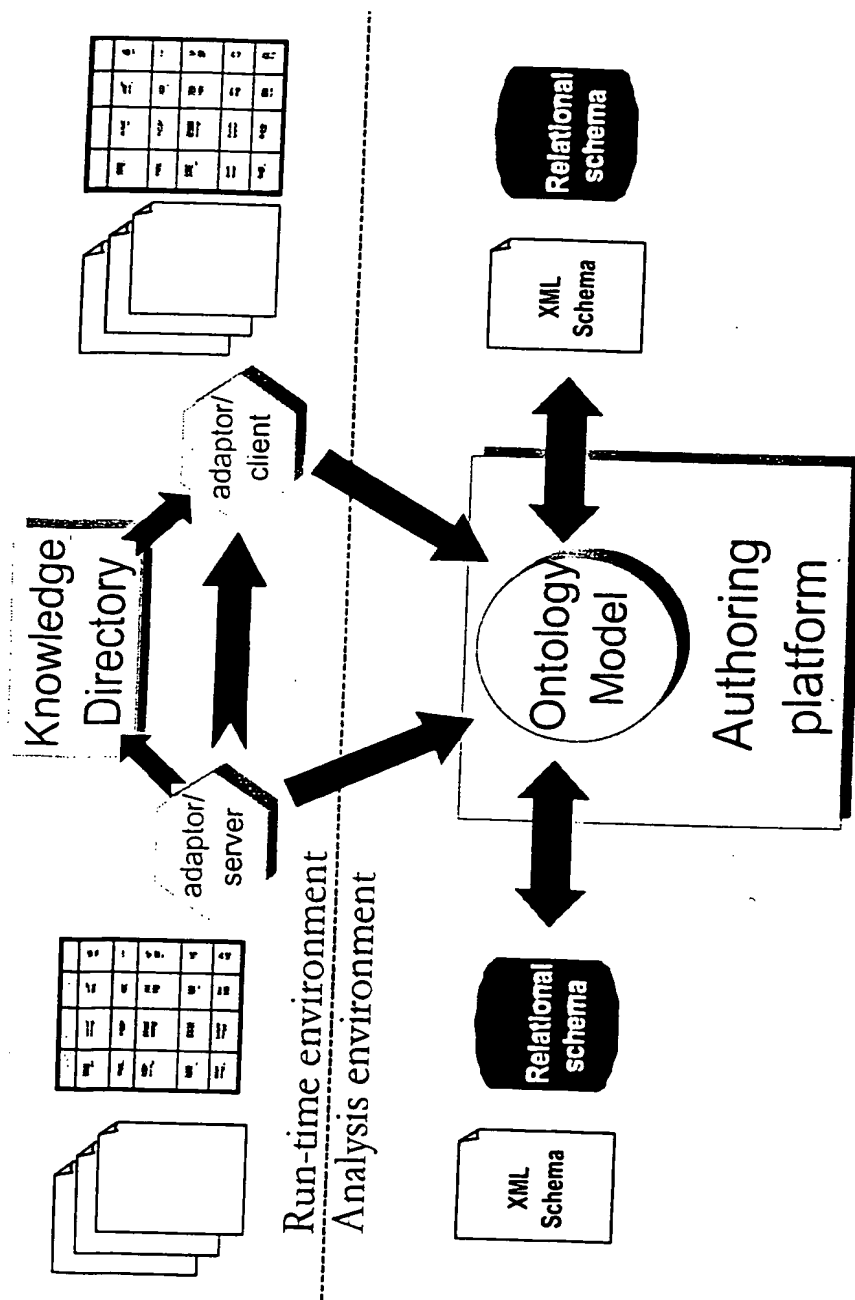 Knowledge
Directory
adaptor/
server
adaptor/
client
Run-time environment
Analysis environment
XML
Schema
Relational
schema
Ontology
Model
Authoring
platform
XML
Schema
Relational
schema